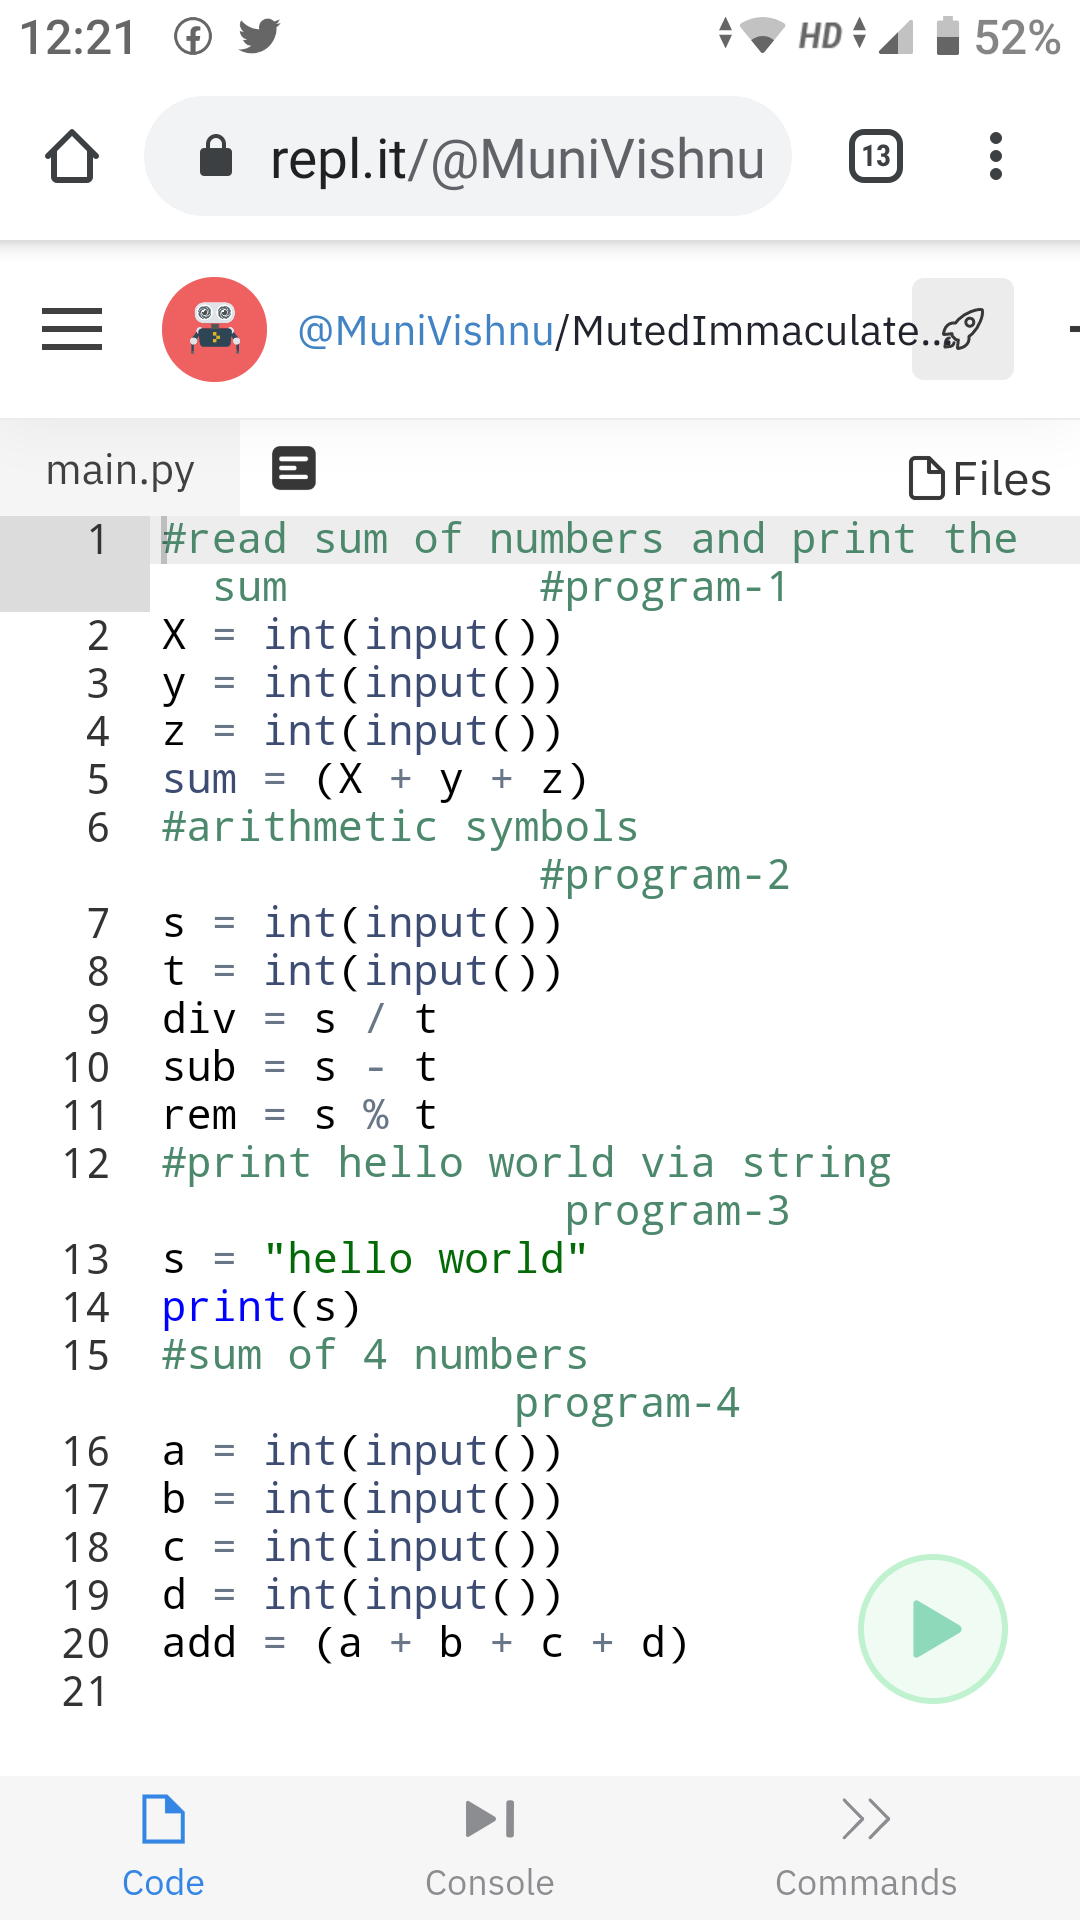 12:21 HD 52%
repl.it/@MuniVishnu 13
@MuniVishnu/MutedImmaculate...
main.py Files
1 #read sum of numbers and print the
sum #program-1
2 X = int(input())
3 y = int(input())
4 z = int(input())
5 sum = (X + y + z)
6 #arithmetic symbols
#program-2
7 s = int(input())
8 t = int(input())
9 div = s / t
10 sub = s - t
11 rem = s % t
12 #print hello world via string
program-3
13 s = "hello world"
14 print(s)
15 #sum of 4 numbers
program-4
16 a = int(input())
17 b = int(input())
18 c = int(input())
19 d = int(input())
20 add = (a + b + c + d)
21
Code Console Commands